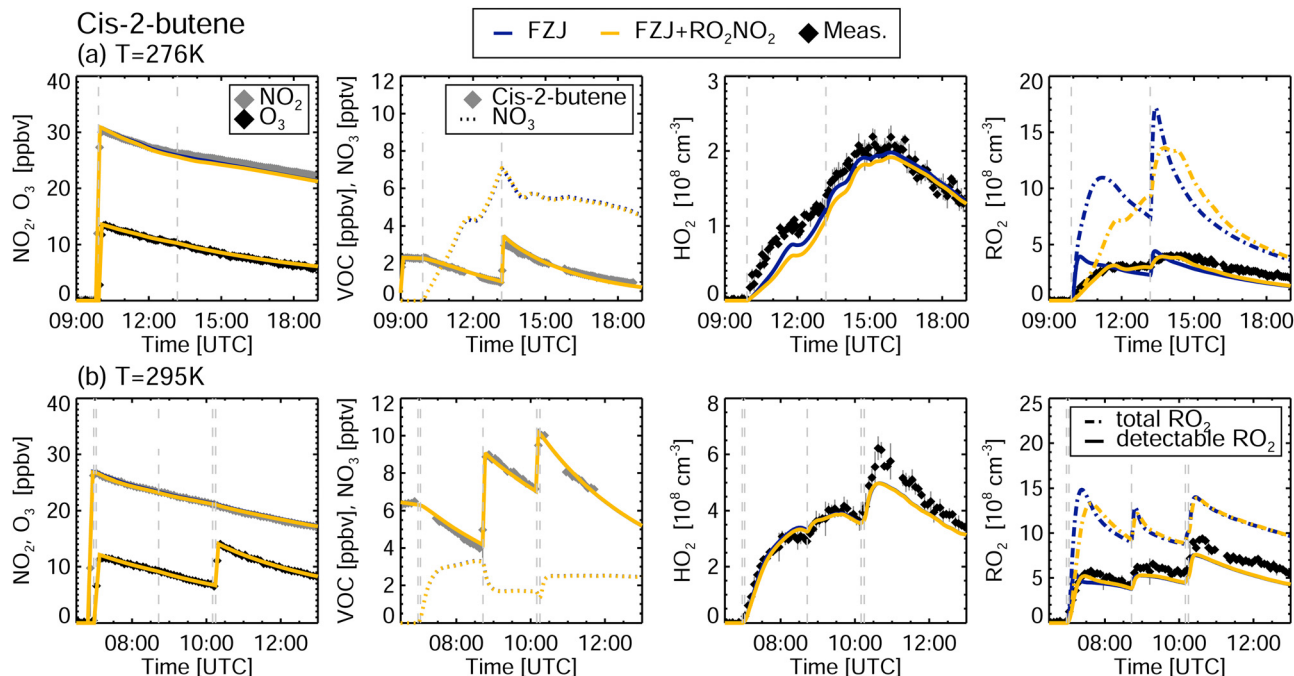 Cis-2-butene
FZJ FZJ+RO₂NO₂ Meas.
(a) T=276K
NO₂, O₃ [ppbv]
40
30
20
10
0
NO₂
O₃
09:00 12:00 15:00 18:00
Time [UTC]
VOC [ppbv], NO₃ [pptv]
12
10
8
6
4
2
0
Cis-2-butene
NO₃
09:00 12:00 15:00 18:00
Time [UTC]
HO₂ [10⁸ cm⁻³]
3
2
1
0
09:00 12:00 15:00 18:00
Time [UTC]
RO₂ [10⁸ cm⁻³]
20
15
10
5
0
09:00 12:00 15:00 18:00
Time [UTC]
(b) T=295K
NO₂, O₃ [ppbv]
40
30
20
10
0
08:00 10:00 12:00
Time [UTC]
VOC [ppbv], NO₃ [pptv]
12
10
8
6
4
2
0
08:00 10:00 12:00
Time [UTC]
HO₂ [10⁸ cm⁻³]
8
6
4
2
0
08:00 10:00 12:00
Time [UTC]
RO₂ [10⁸ cm⁻³]
25
20
15
10
5
0
total RO₂
detectable RO₂
08:00 10:00 12:00
Time [UTC]